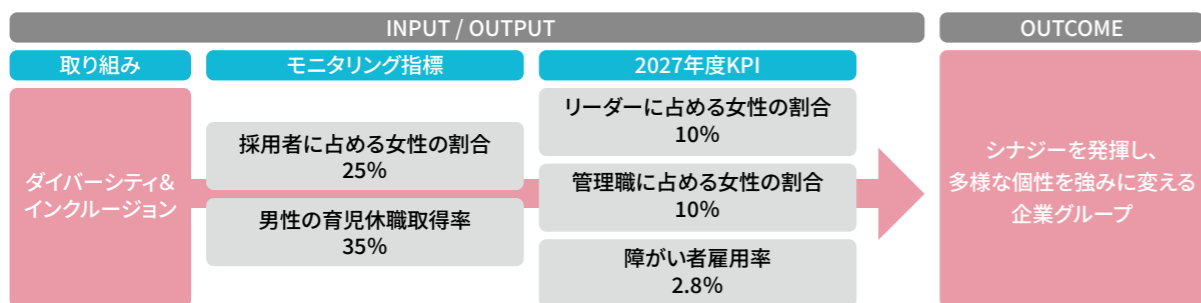 INPUT / OUTPUT
OUTCOME
取り組み
モニタリング指標
2027年度KPI
ダイバーシティ&
インクルージョン
採用者に占める女性の割合
25%
男性の育児休職取得率
35%
リーダーに占める女性の割合
10%
管理職に占める女性の割合
10%
障がい者雇用率
2.8%
シナジーを発揮し、
多様な個性を強みに変える
企業グループ